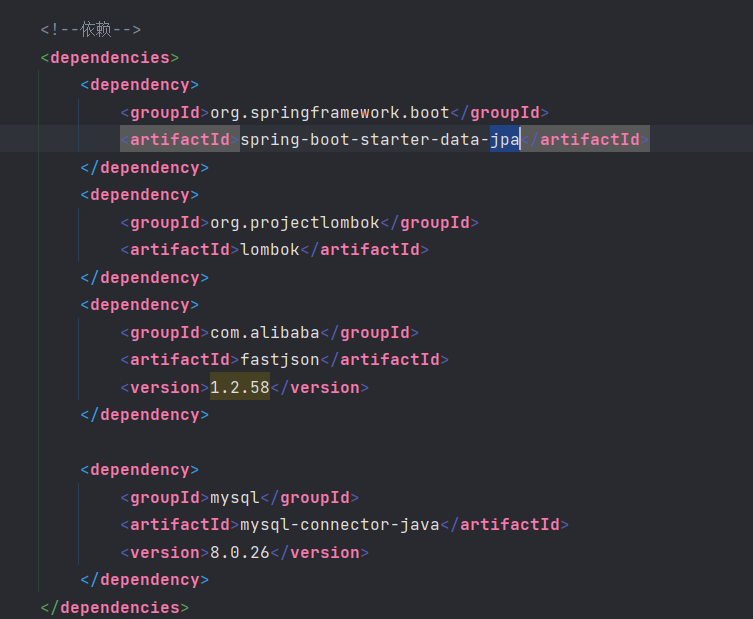 <!--依赖-->
<dependencies>
<dependency>
<groupId>org.springframework.boot</groupId>
<artifactId>spring-boot-starter-data-jpa</artifactId>
</dependency>
<dependency>
<groupId>org.projectlombok</groupId>
<artifactId>lombok</artifactId>
</dependency>
<dependency>
<groupId>com.alibaba</groupId>
<artifactId>fastjson</artifactId>
<version>1.2.58</version>
</dependency>
<dependency>
<groupId>mysql</groupId>
<artifactId>mysql-connector-java</artifactId>
<version>8.0.26</version>
</dependency>
</dependencies>